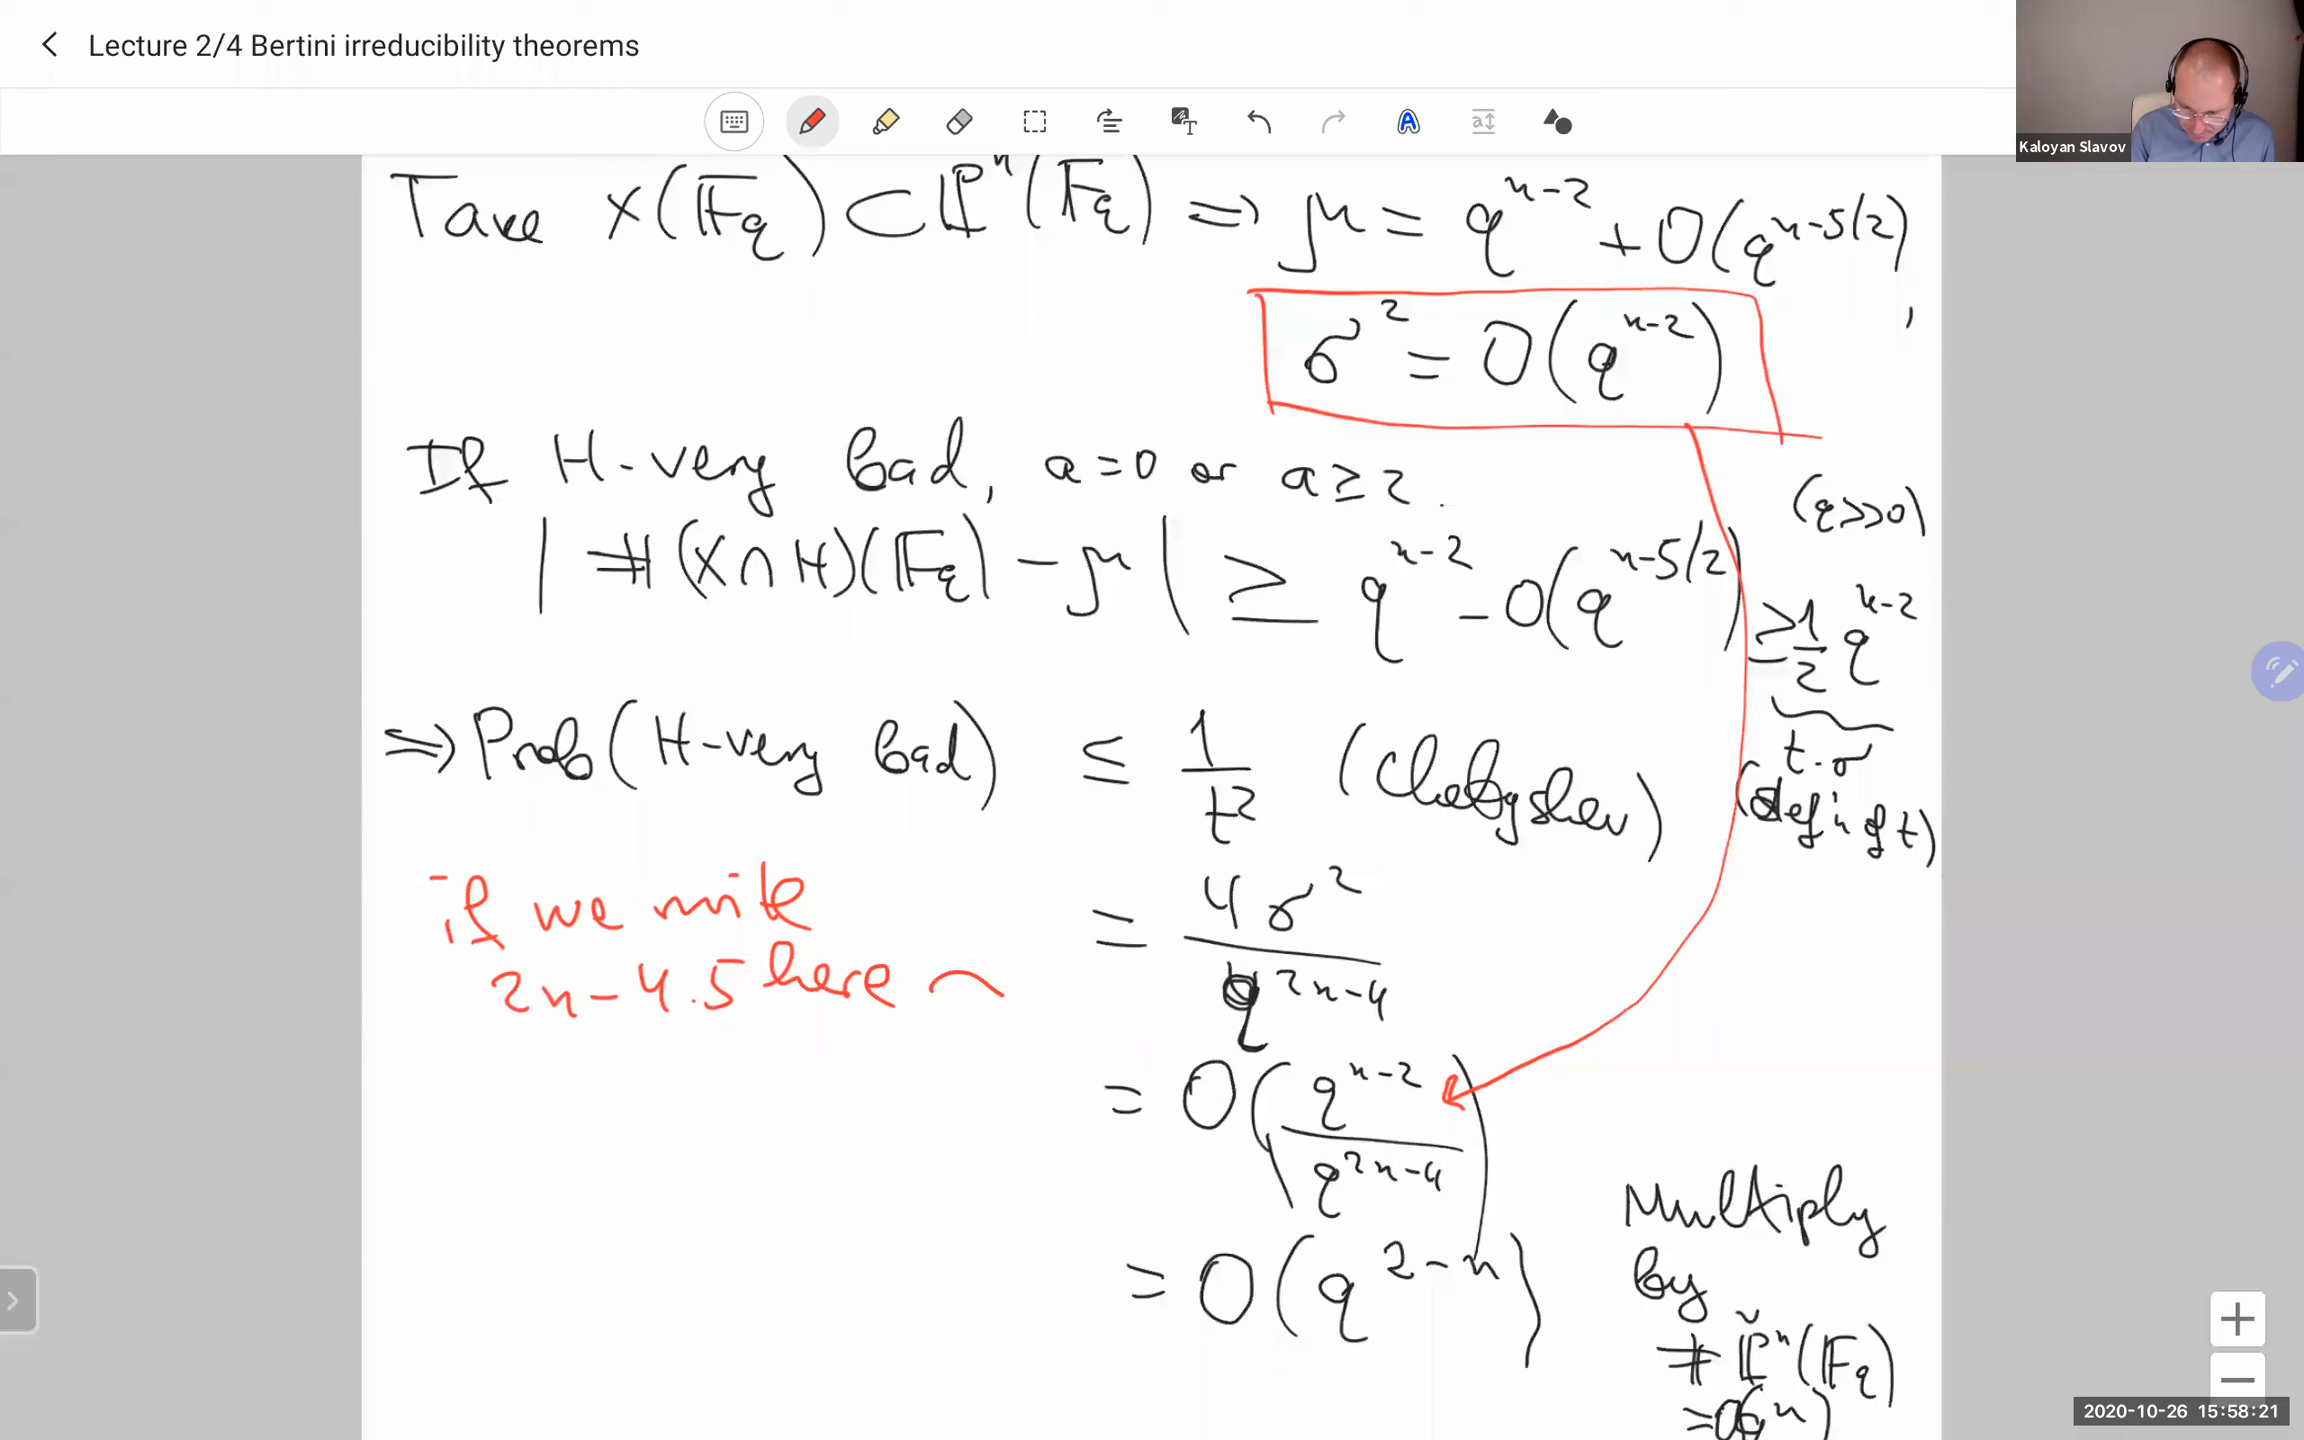 Lecture 2/4 Bertini irreducibility theorems
Kaloyan Slavov
Take X(𝔽q) ⊂ ℙ^n(𝔽q) ⇒ μ = q^{n-2} + O(q^{n-5/2}),
σ² = O(q^{n-2})
If H-very bad, a=0 or a≥2.
(q>>0)
| #(X∩H)(𝔽q) - μ | ≥ q^{n-2} - O(q^{n-5/2}) ≥ 1/2 q^{n-2}
t·σ
(def'n of t)
⇒ Prob(H-very bad) ≤ 1/t² (Chebyshev)
= 4σ²/q^{2n-4}
if we write
2n-4.5 here
= O(q^{n-2}/q^{2n-4})
= O(q^{2-n})
Multiply
by
# ℙ̌^n(𝔽q)
= O(q^n)
2020-10-26 15:58:21